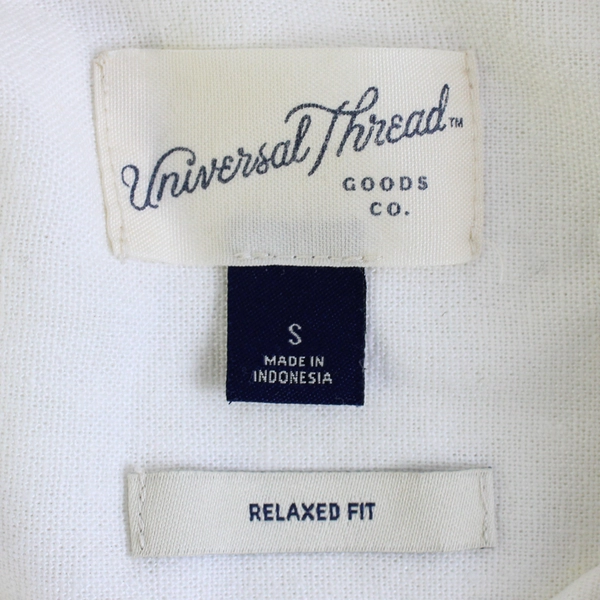 Universal Thread™
GOODS
CO.
S
MADE IN
INDONESIA
RELAXED FIT